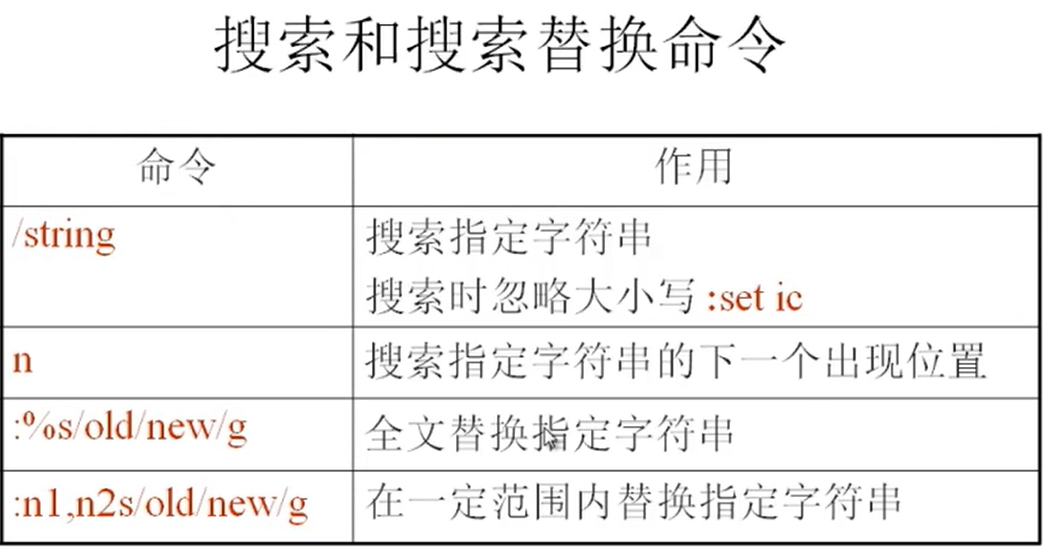 搜索和搜索替换命令
命令 作用
/string 搜索指定字符串
搜索时忽略大小写 :set ic
n 搜索指定字符串的下一个出现位置
:%s/old/new/g 全文替换指定字符串
:n1,n2s/old/new/g 在一定范围内替换指定字符串